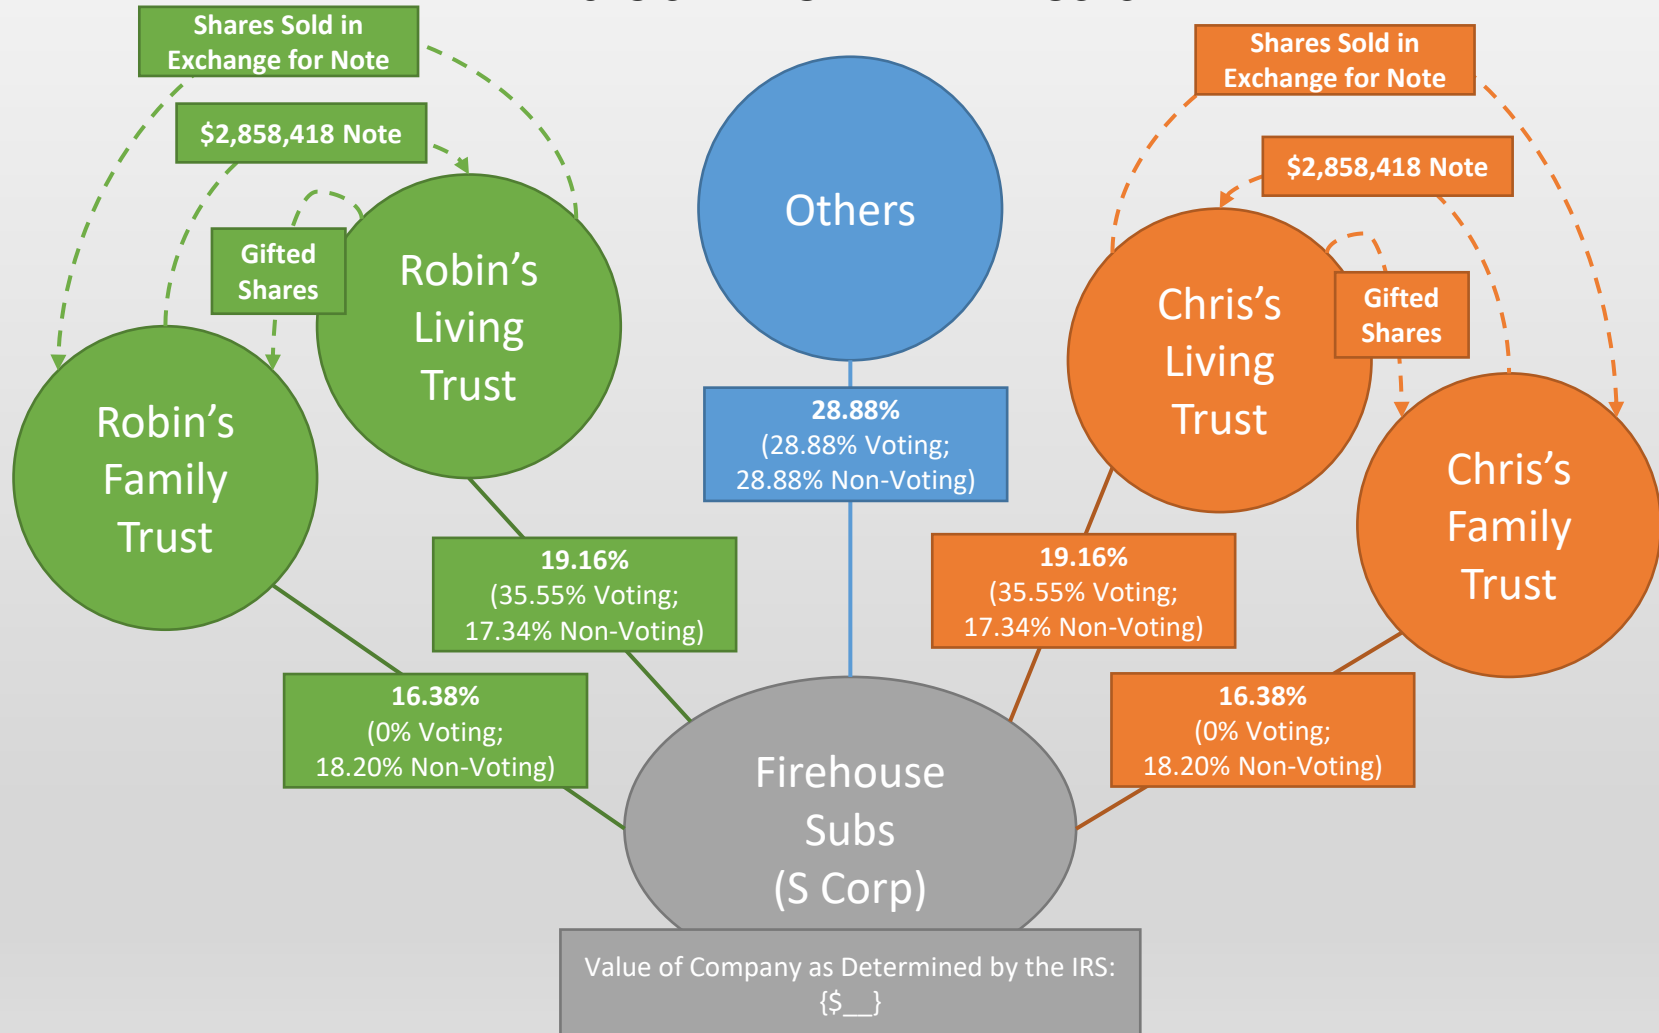 Shares Sold in
Exchange for Note
$2,858,418 Note
Gifted
Shares
Robin’s
Living
Trust
Robin’s
Family
Trust
19.16%
(35.55% Voting;
17.34% Non-Voting)
16.38%
(0% Voting;
18.20% Non-Voting)
Others
28.88%
(28.88% Voting;
28.88% Non-Voting)
Shares Sold in
Exchange for Note
$2,858,418 Note
Gifted
Shares
Chris’s
Living
Trust
Chris’s
Family
Trust
19.16%
(35.55% Voting;
17.34% Non-Voting)
16.38%
(0% Voting;
18.20% Non-Voting)
Firehouse
Subs
(S Corp)
Value of Company as Determined by the IRS:
{$__}